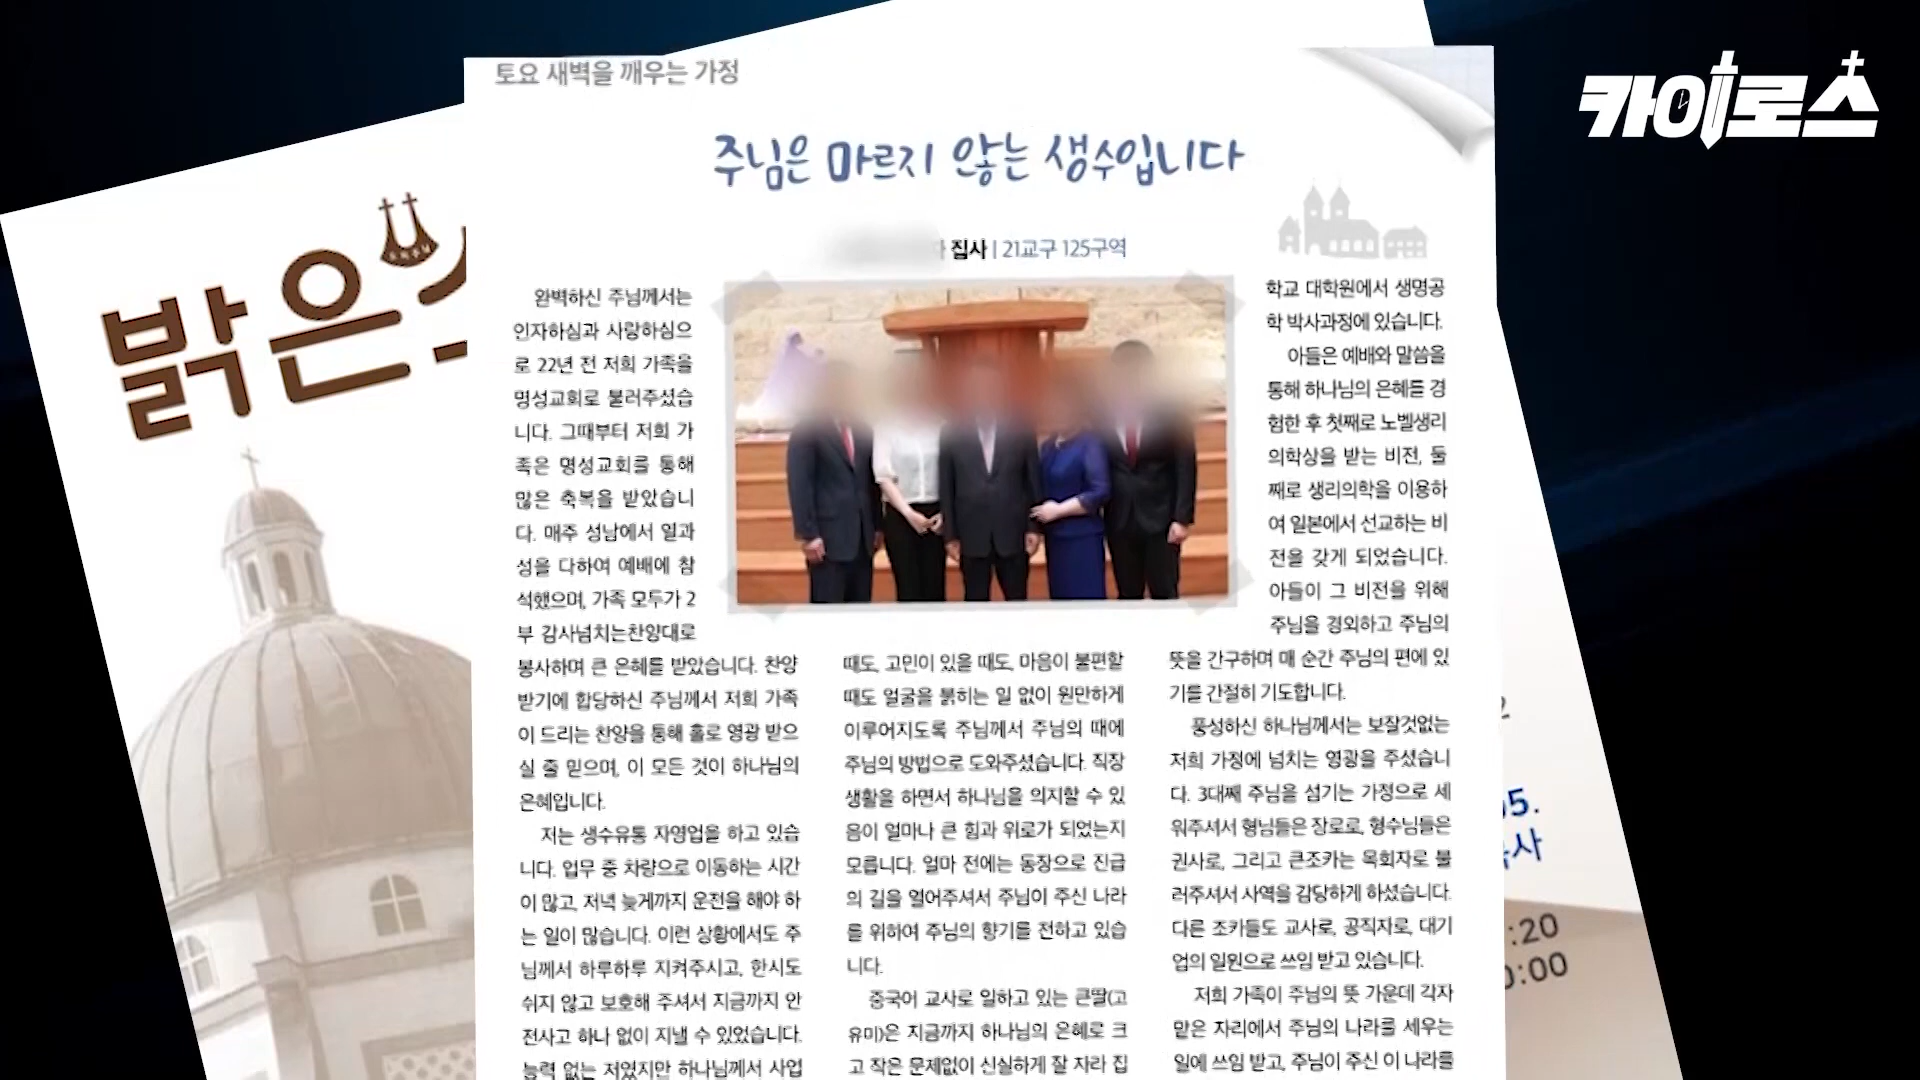 카이로스
토요 새벽을 깨우는 가정
주님은 마르지 않는 생수입니다
집사 | 21교구 125구역
밝은
완벽하신 주님께서는
인자하심과 사랑하심으
로 22년 전 저희 가족을
명성교회로 불러주셨습
니다. 그때부터 저희 가
족은 명성교회를 통해
많은 축복을 받았습니
다. 매주 성남에서 일과
성을 다하여 예배에 참
석했으며, 가족 모두가 2
부 감사넘치는찬양대로
봉사하며 큰 은혜를 받았습니다. 찬양
받기에 합당하신 주님께서 저희 가족
이 드리는 찬양을 통해 홀로 영광 받으
실 줄 믿으며, 이 모든 것이 하나님의
은혜입니다.
저는 생수유통 자영업을 하고 있습
니다. 업무 중 차량으로 이동하는 시간
이 많고, 저녁 늦게까지 운전을 해야 하
는 일이 많습니다. 이런 상황에서도 주
님께서 하루하루 지켜주시고, 한시도
쉬지 않고 보호해 주셔서 지금까지 안
전사고 하나 없이 지낼 수 있었습니다.
능력 없는 저였지만 하나님께서 사업
때도, 고민이 있을 때도, 마음이 불편할
때도 얼굴을 붉히는 일 없이 원만하게
이루어지도록 주님께서 주님의 때에
주님의 방법으로 도와주셨습니다. 직장
생활을 하면서 하나님을 의지할 수 있
음이 얼마나 큰 힘과 위로가 되었는지
모릅니다. 얼마 전에는 동장으로 진급
의 길을 열어주셔서 주님이 주신 나라
를 위하여 주님의 향기를 전하고 있습
니다.
중국어 교사로 일하고 있는 큰딸(고
유미)은 지금까지 하나님의 은혜로 크
고 작은 문제없이 신실하게 잘 자라 집
학교 대학원에서 생명공
학 박사과정에 있습니다.
아들은 예배와 말씀을
통해 하나님의 은혜를 경
험한 후 첫째로 노벨생리
의학상을 받는 비전, 둘
째로 생리의학을 이용하
여 일본에서 선교하는 비
전을 갖게 되었습니다.
아들이 그 비전을 위해
주님을 경외하고 주님의
뜻을 간구하며 매 순간 주님의 편에 있
기를 간절히 기도합니다.
풍성하신 하나님께서는 보잘것없는
저희 가정에 넘치는 영광을 주셨습니
다. 3대째 주님을 섬기는 가정으로 세
워주셔서 형님들은 장로로, 형수님들은
권사로, 그리고 큰조카는 목회자로 불
러주셔서 사역을 감당하게 하셨습니다.
다른 조카들도 교사로, 공직자로, 대기
업의 일원으로 쓰임 받고 있습니다.
저희 가족이 주님의 뜻 가운데 각자
맡은 자리에서 주님의 나라를 세우는
일에 쓰임 받고, 주님이 주신 이 나라를
05.
:20
0:00